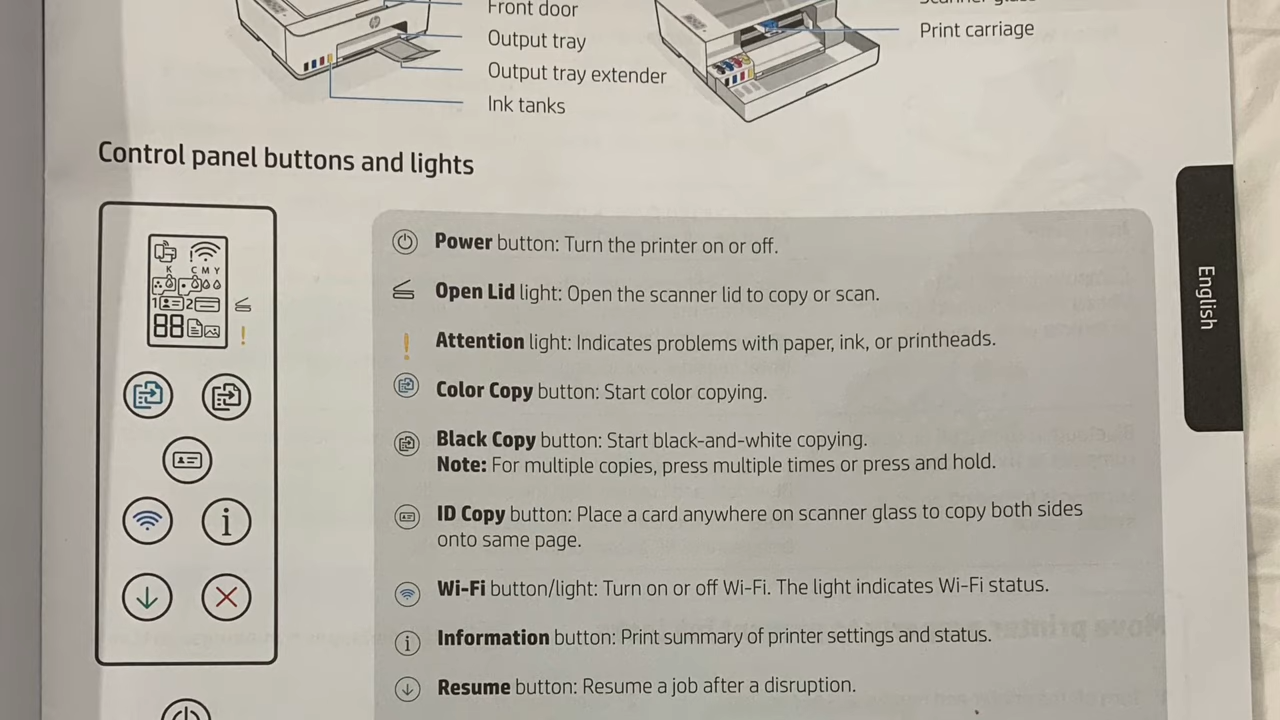 Front door
Output tray
Output tray extender
Ink tanks
Print carriage
Control panel buttons and lights
K C M Y
1 2
88
Power button: Turn the printer on or off.
Open Lid light: Open the scanner lid to copy or scan.
Attention light: Indicates problems with paper, ink, or printheads.
Color Copy button: Start color copying.
Black Copy button: Start black-and-white copying.
Note: For multiple copies, press multiple times or press and hold.
ID Copy button: Place a card anywhere on scanner glass to copy both sides
onto same page.
Wi-Fi button/light: Turn on or off Wi-Fi. The light indicates Wi-Fi status.
Information button: Print summary of printer settings and status.
Resume button: Resume a job after a disruption.
English